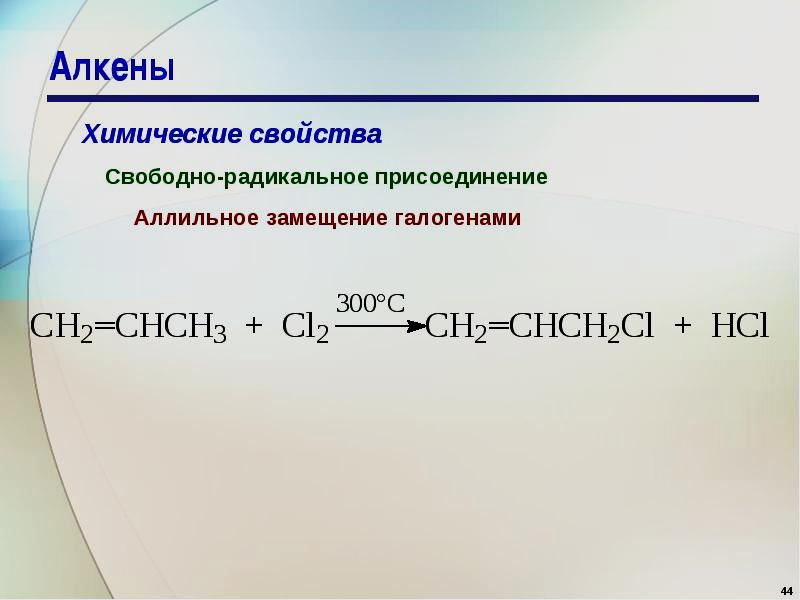 Алкены
Химические свойства
Свободно-радикальное присоединение
Аллильное замещение галогенами
300°C
CH₂=CHCH₃ + Cl₂ ⟶ CH₂=CHCH₂Cl + HCl
44